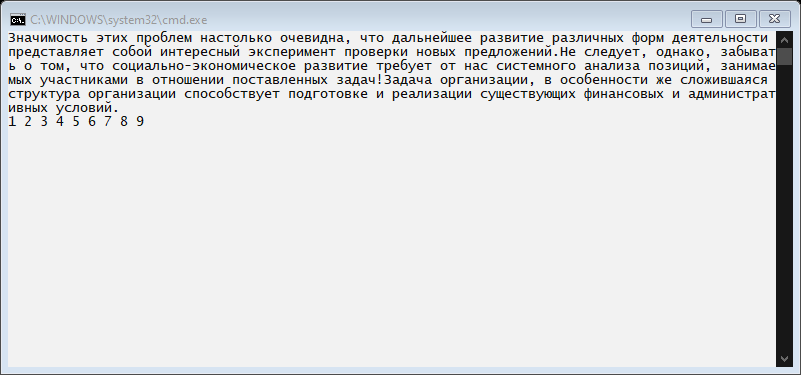 C:\WINDOWS\system32\cmd.exe
Значимость этих проблем настолько очевидна, что дальнейшее развитие различных форм деятельности
представляет собой интересный эксперимент проверки новых предложений.Не следует, однако, забыват
ь о том, что социально-экономическое развитие требует от нас системного анализа позиций, занимае
мых участниками в отношении поставленных задач!Задача организации, в особенности же сложившаяся
структура организации способствует подготовке и реализации существующих финансовых и администрат
ивных условий.
1 2 3 4 5 6 7 8 9